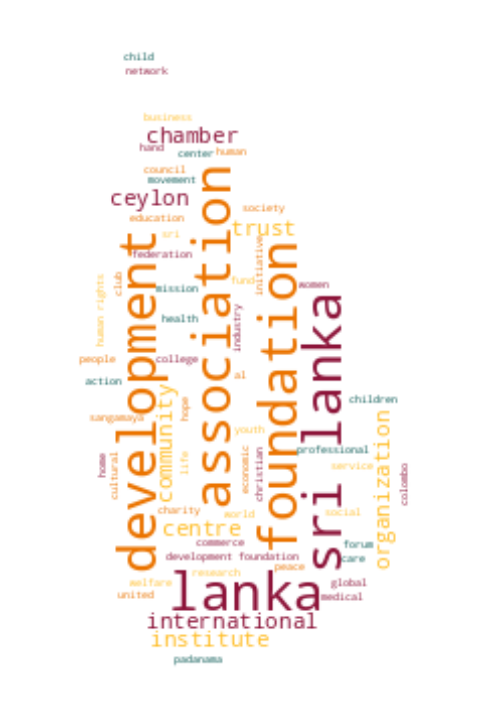 child
network
business
chamber
hand
center
human
council
movement
ceylon
association
education
society
trust
sri
development
foundation
federation
initiative
club
human rights
mission
fund
women
sri lanka
health
industry
people
college
al
action
community
children
hope
organization
sangamaya
youth
professional
home
cultural
life
economic
christian
service
colombo
charity
world
social
centre
commerce
forum
development foundation
care
peace
research
lanka
welfare
global
united
medical
international
institute
padanama